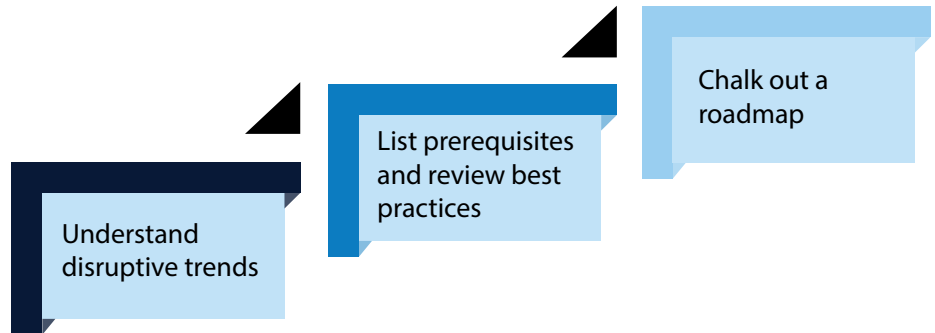 Understand
disruptive trends
List prerequisites
and review best
practices
Chalk out a
roadmap